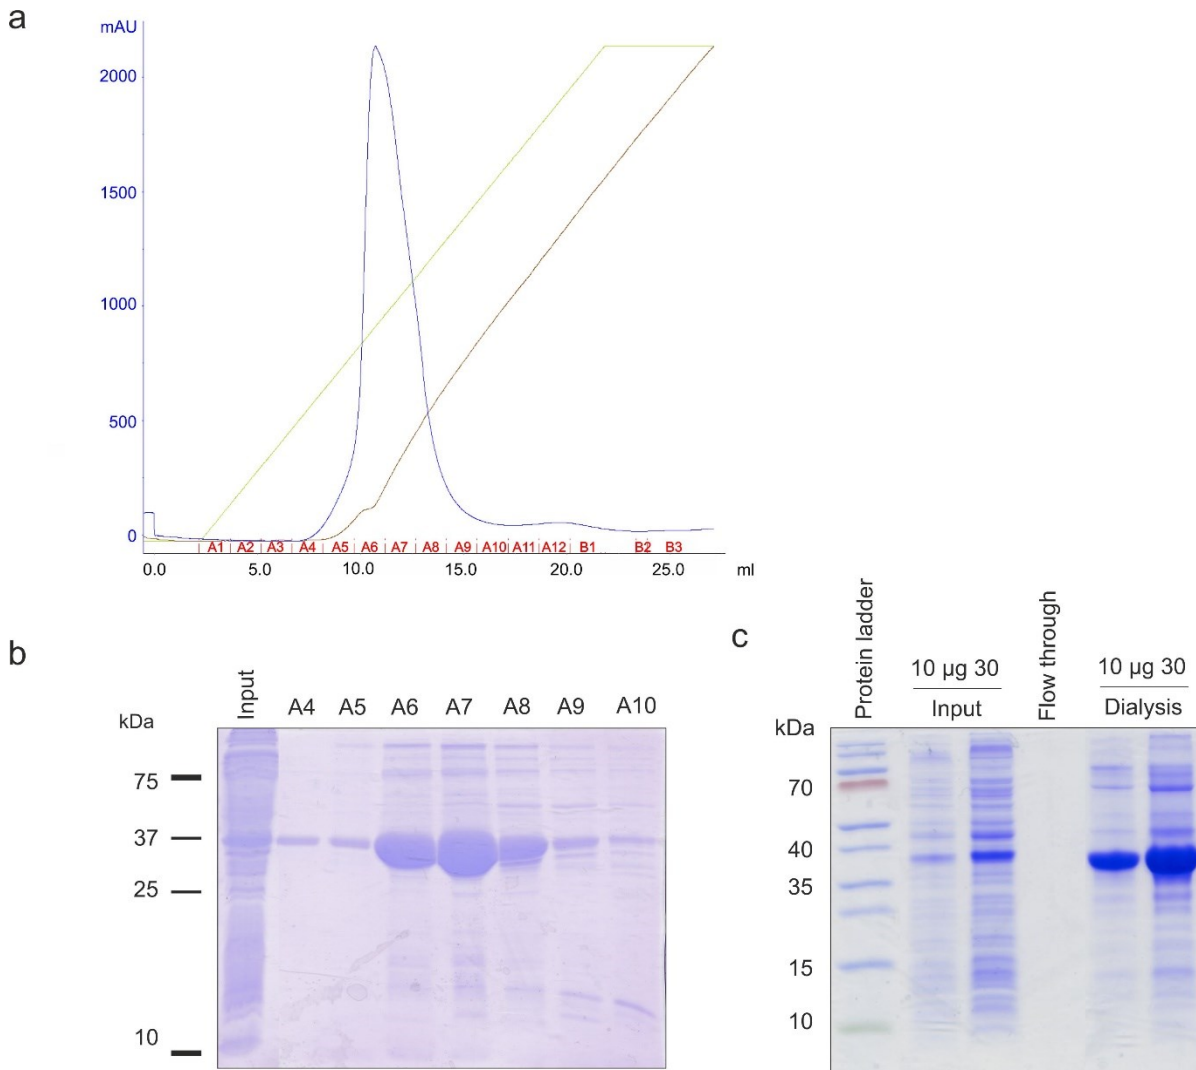 a
mAU
2000
1500
1000
500
0
A1 A2 A3 A4 A5 A6 A7 A8 A9 A10 A11 A12 B1 B2 B3
0.0 5.0 10.0 15.0 20.0 25.0 ml
b
kDa
Input A4 A5 A6 A7 A8 A9 A10
75
37
25
10
c
Protein ladder
10 µg 30
Input
Flow through
10 µg 30
Dialysis
kDa
70
40
35
15
10